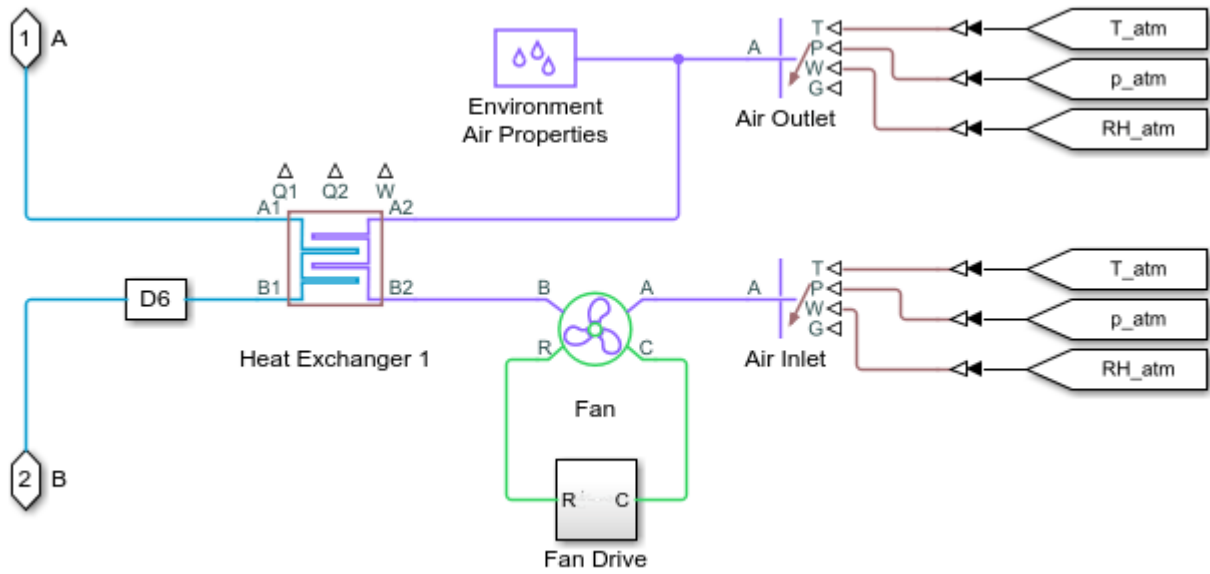 1 A
Environment
Air Properties
A
Air Outlet
T
P
W
G
T_atm
p_atm
RH_atm
Q1 Q2 W
A1 A2
B1 B2
D6
Heat Exchanger 1
B A
R C
Fan
A
Air Inlet
T
P
W
G
T_atm
p_atm
RH_atm
2 B
R C
Fan Drive